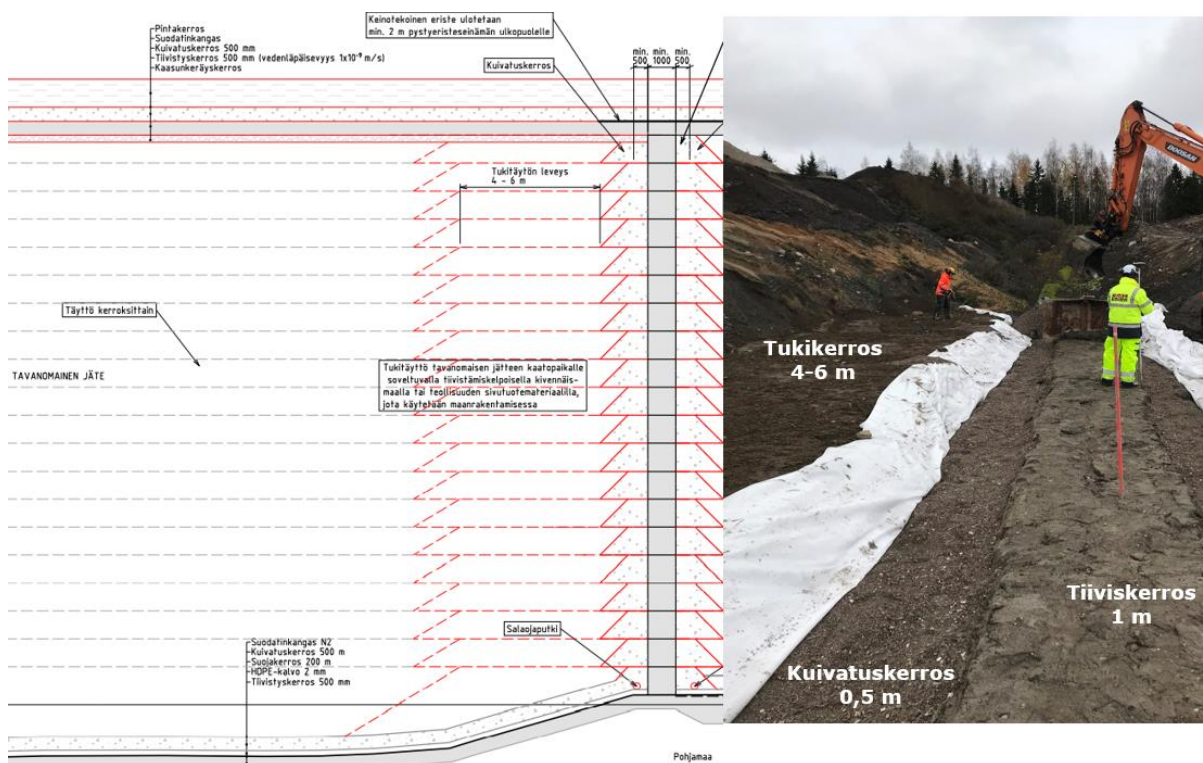 Pintakerros
Suodatinkangas
Kuivatuskerros 500 mm
Tiivistyskerros 500 mm (vedenläpäisevyys 1x10⁻⁹ m/s)
Kaasunkeräyskerros
Keinotekoinen eriste ulotetaan
min. 2 m pystyeristeseinämän ulkopuolelle
Kuivatuskerros
min. min. min.
500 1000 500
Tukitäytön leveys
4 - 6 m
Täyttö kerroksittain
TAVANOMAINEN JÄTE
Tukitäyttö tavanomaisen jätteen kaatopaikalle
soveltuvalla tiivistämiskelpoisella kivennäis-
maalla tai teollisuuden sivutuotemateriaalilla,
jota käytetään maanrakentamisessa
Salaojaputki
Suodatinkangas N2
Kuivatuskerros 500 m
Suojakerros 200 m
HDPE-kalvo 2 mm
Tiivistyskerros 500 mm
Pohjamaa
DOOSAN
Tukikerros
4-6 m
Tiiviskerros
1 m
Kuivatuskerros
0,5 m